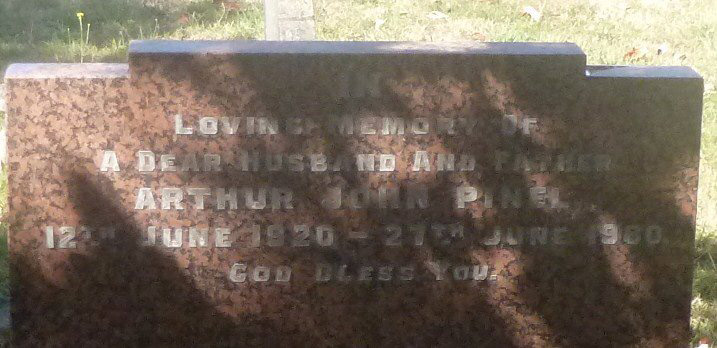 IN
LOVING MEMORY OF
A DEAR HUSBAND AND FATHER
ARTHUR JOHN PINEL
12TH JUNE 1920 - 27TH JUNE 1960
GOD BLESS YOU.